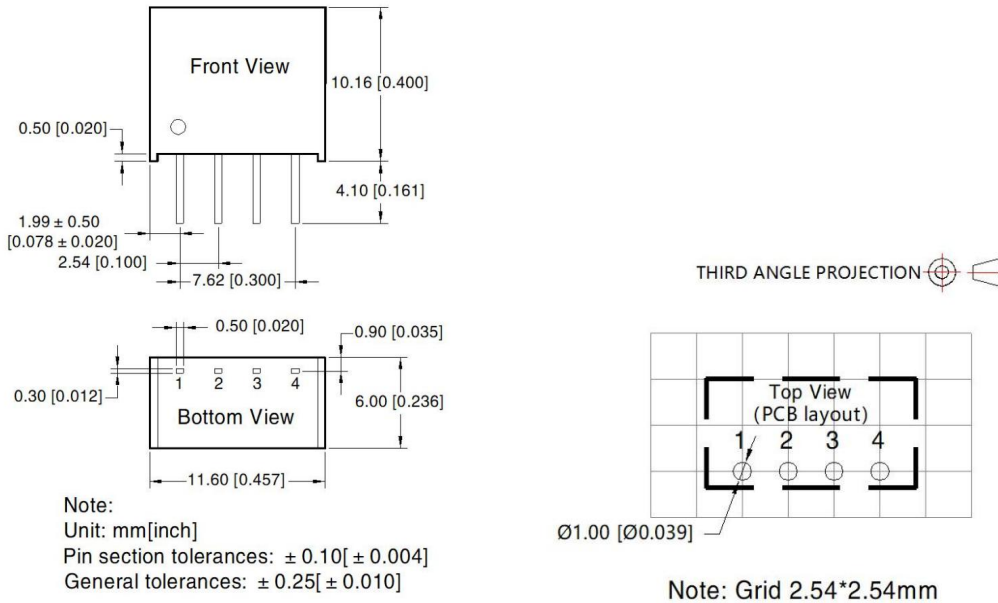 Front View
10.16 [0.400]
0.50 [0.020]
4.10 [0.161]
1.99 ± 0.50
[0.078 ± 0.020]
2.54 [0.100]
7.62 [0.300]
0.50 [0.020]
0.90 [0.035]
1 2 3 4
0.30 [0.012]
6.00 [0.236]
Bottom View
11.60 [0.457]
Note:
Unit: mm[inch]
Pin section tolerances: ± 0.10[ ± 0.004]
General tolerances: ± 0.25[ ± 0.010]
THIRD ANGLE PROJECTION
Top View
(PCB layout)
1 2 3 4
Ø1.00 [Ø0.039]
Note: Grid 2.54*2.54mm